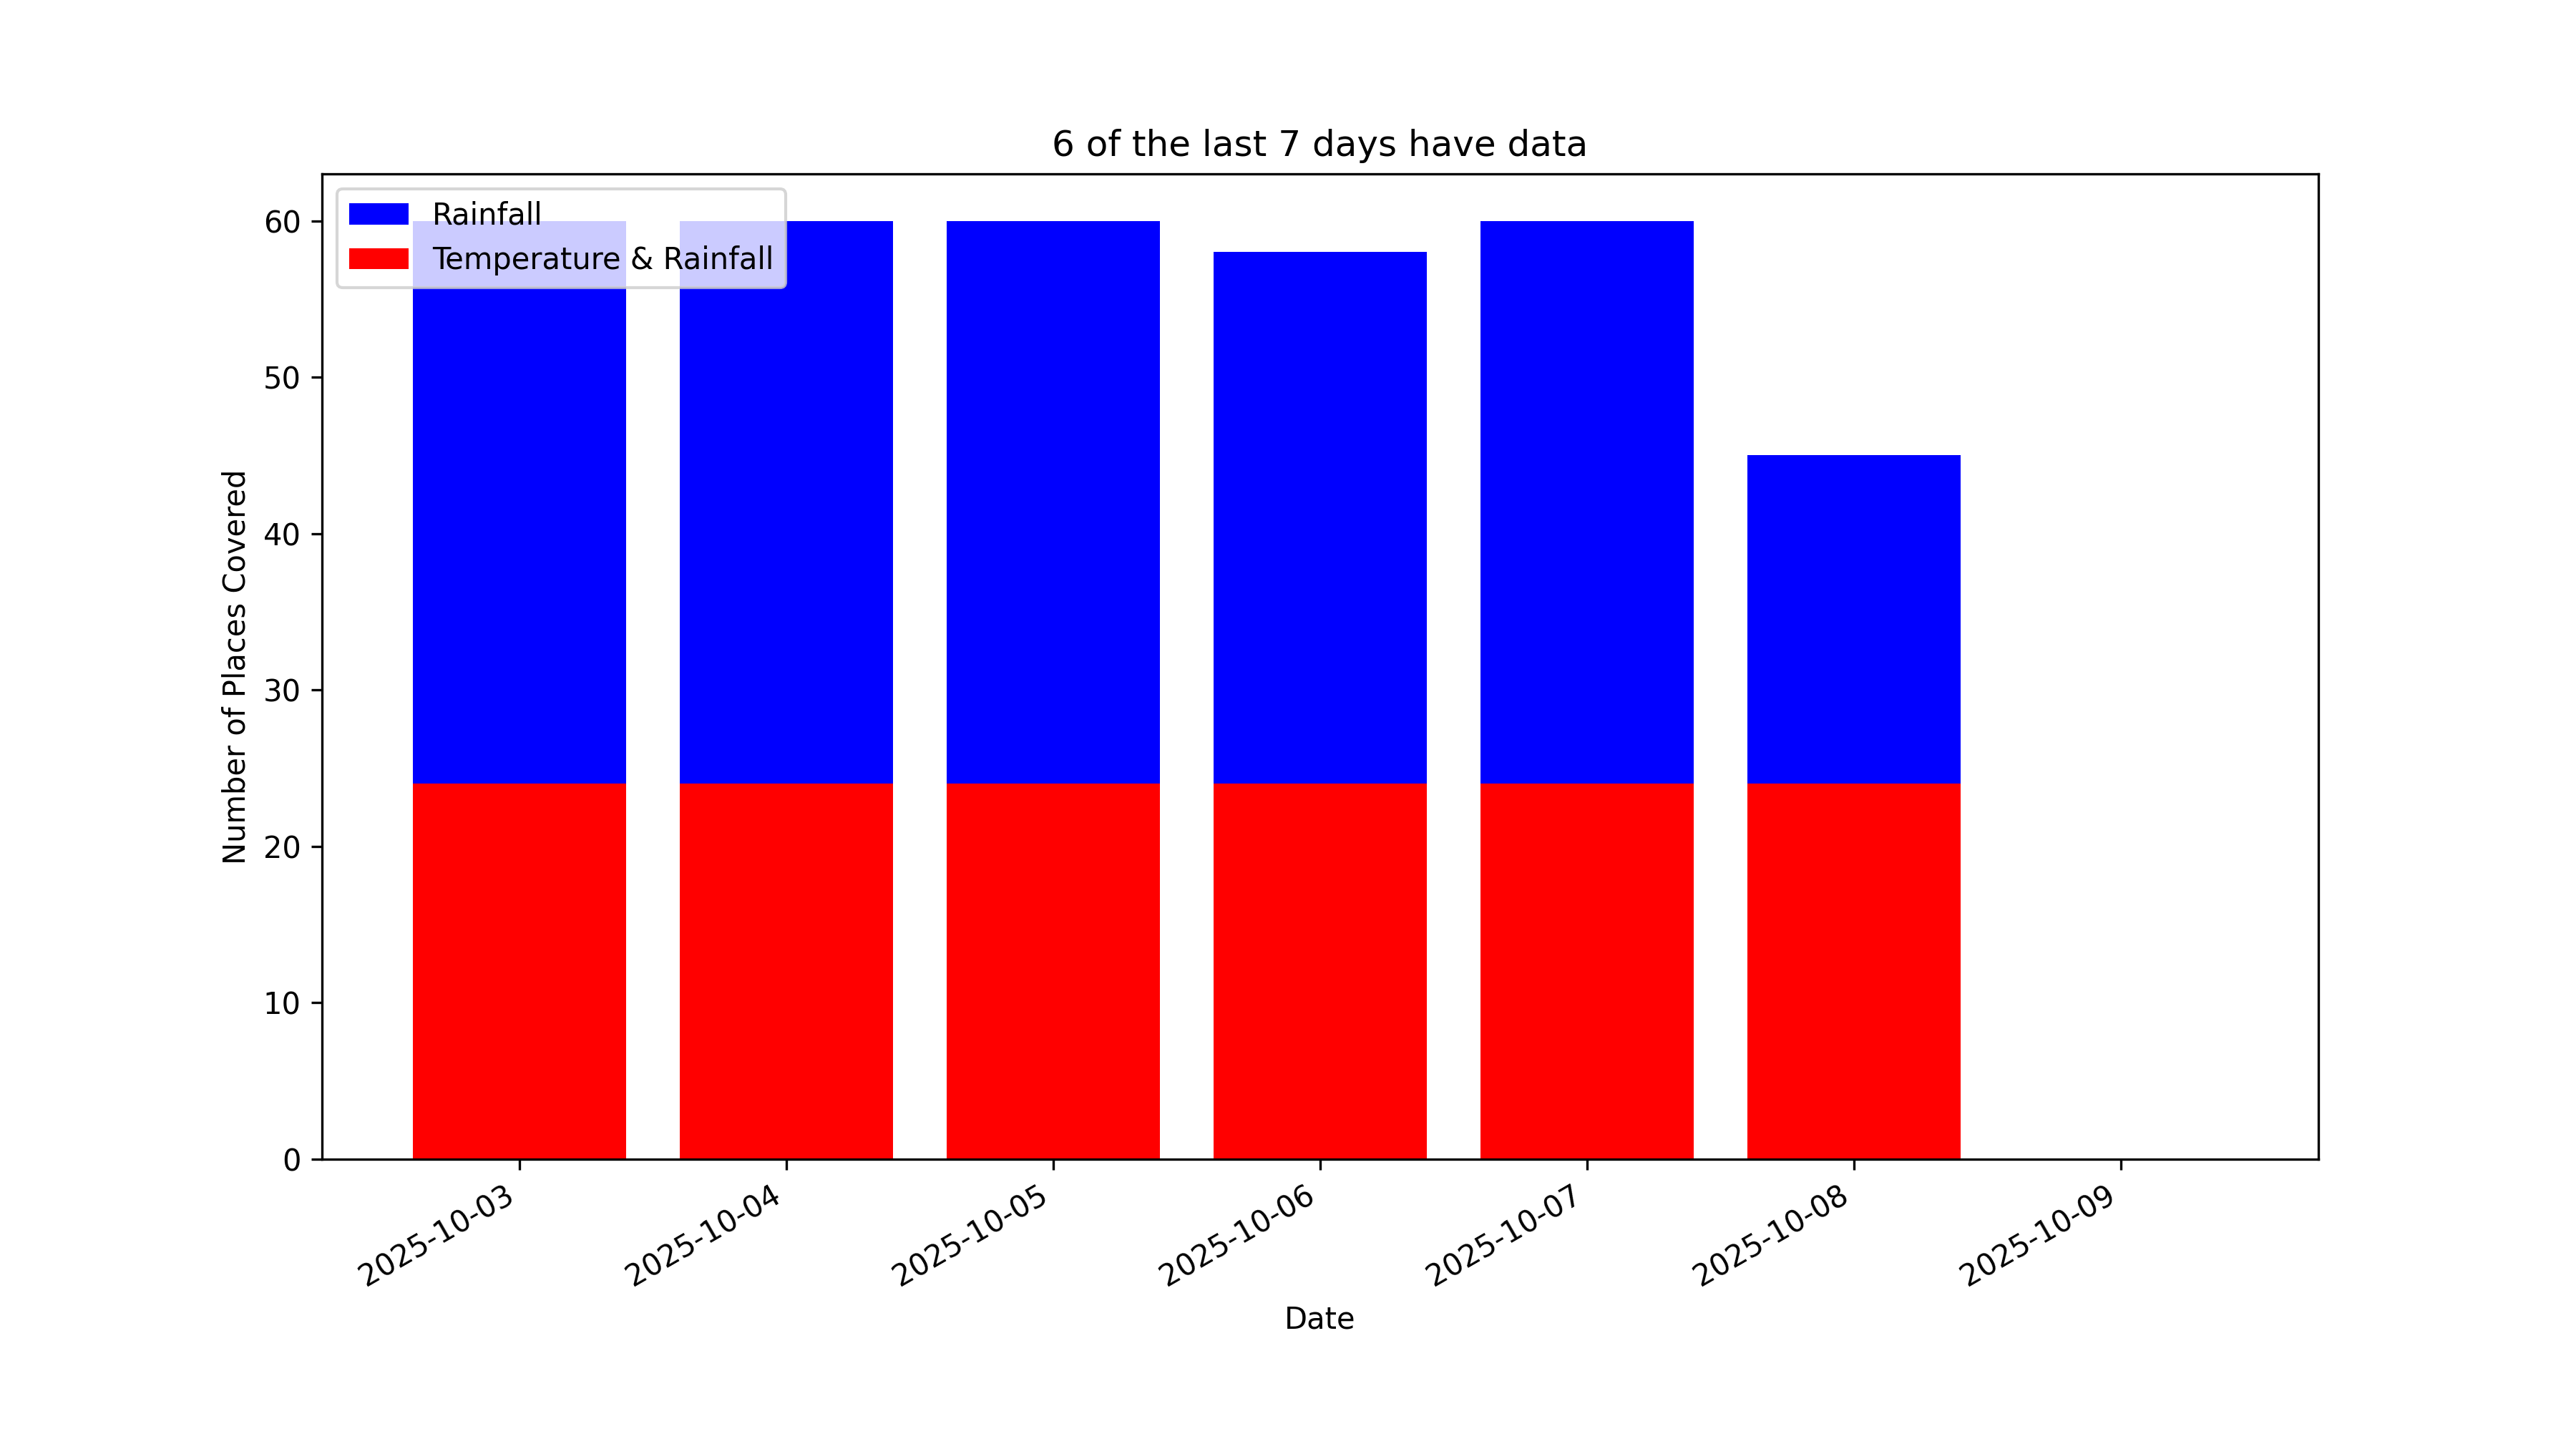 6 of the last 7 days have data
Rainfall
Temperature & Rainfall
Number of Places Covered
60
50
40
30
20
10
0
2025-10-03
2025-10-04
2025-10-05
2025-10-06
2025-10-07
2025-10-08
2025-10-09
Date